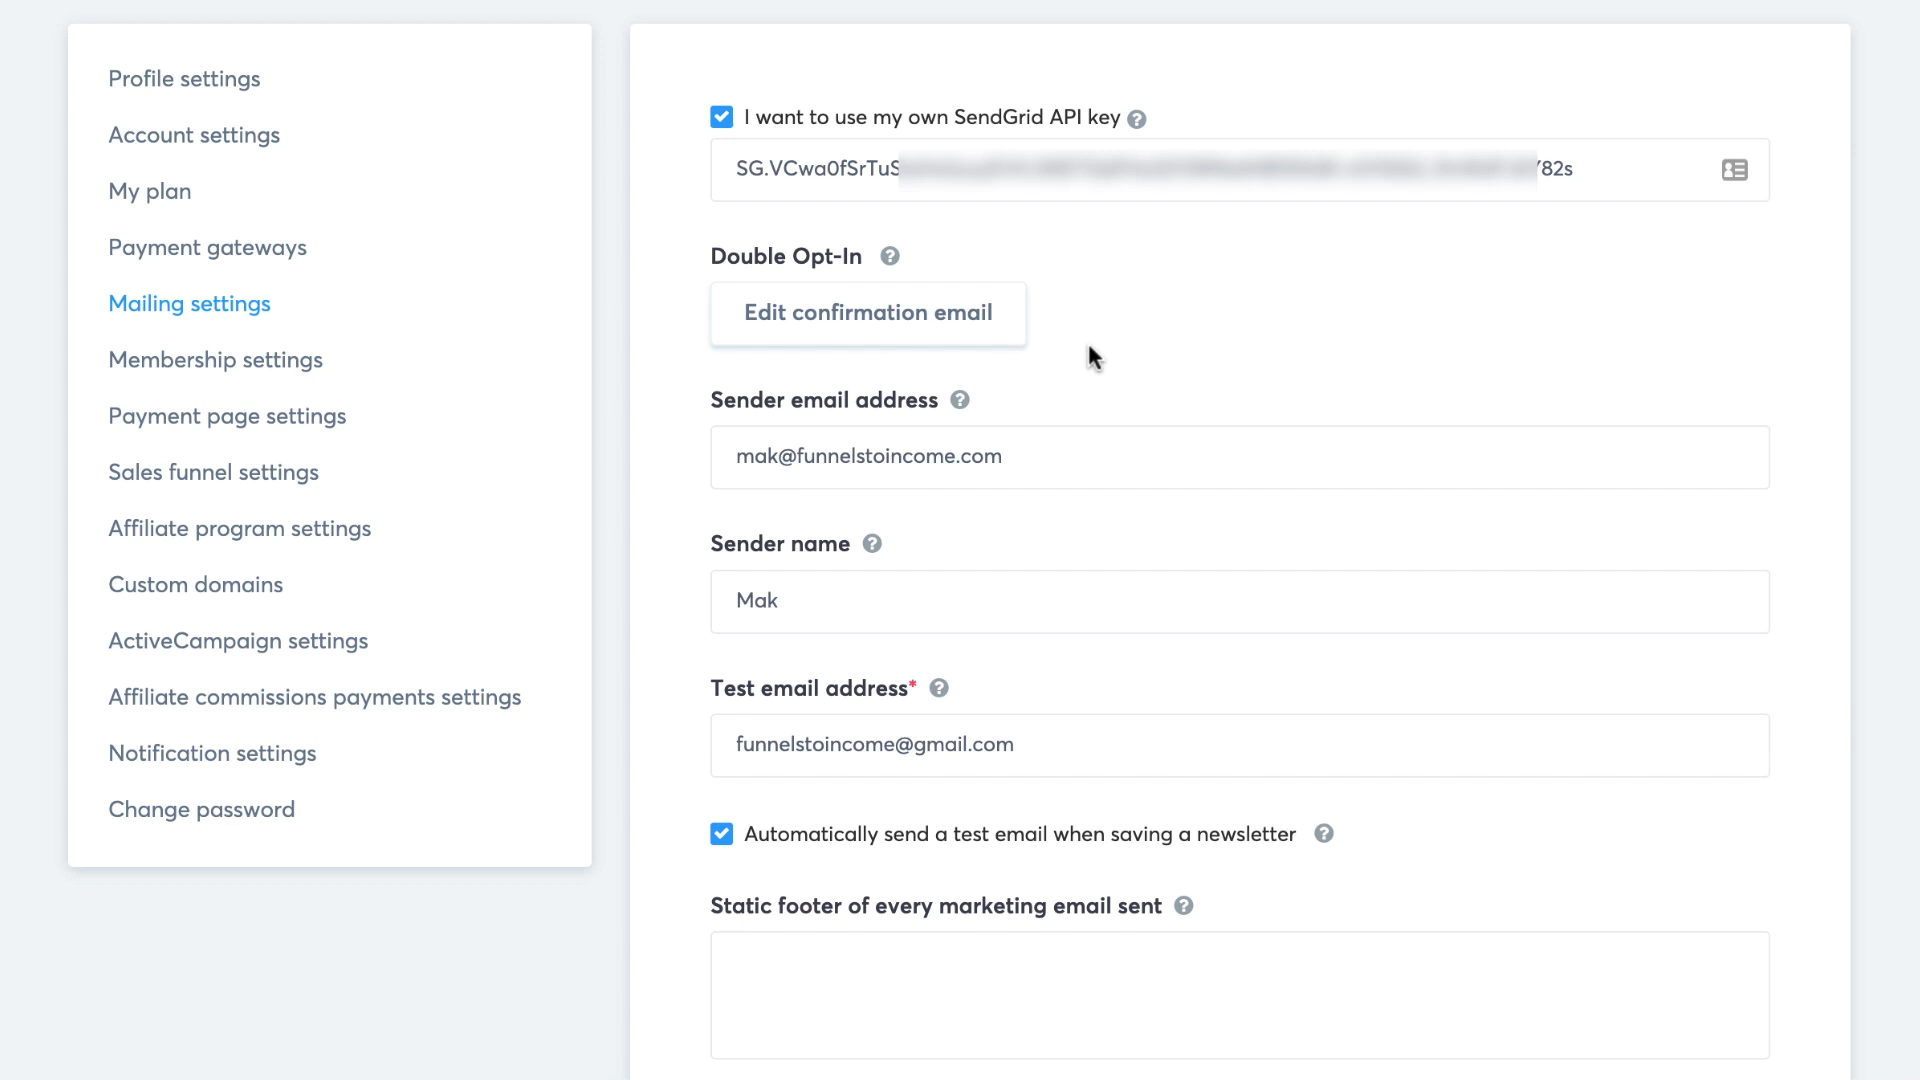 Profile settings
Account settings
My plan
Payment gateways
Mailing settings
Membership settings
Payment page settings
Sales funnel settings
Affiliate program settings
Custom domains
ActiveCampaign settings
Affiliate commissions payments settings
Notification settings
Change password
I want to use my own SendGrid API key ?
Double Opt-In ?
Edit confirmation email
Sender email address ?
mak@funnelstoincome.com
Sender name ?
Mak
Test email address* ?
funnelstoincome@gmail.com
Automatically send a test email when saving a newsletter ?
Static footer of every marketing email sent ?